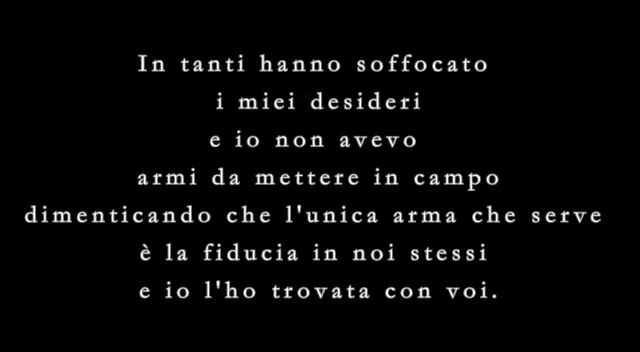 In tanti hanno soffocato
i miei desideri
e io non avevo
armi da mettere in campo
dimenticando che l'unica arma che serve
è la fiducia in noi stessi
e io l'ho trovata con voi.